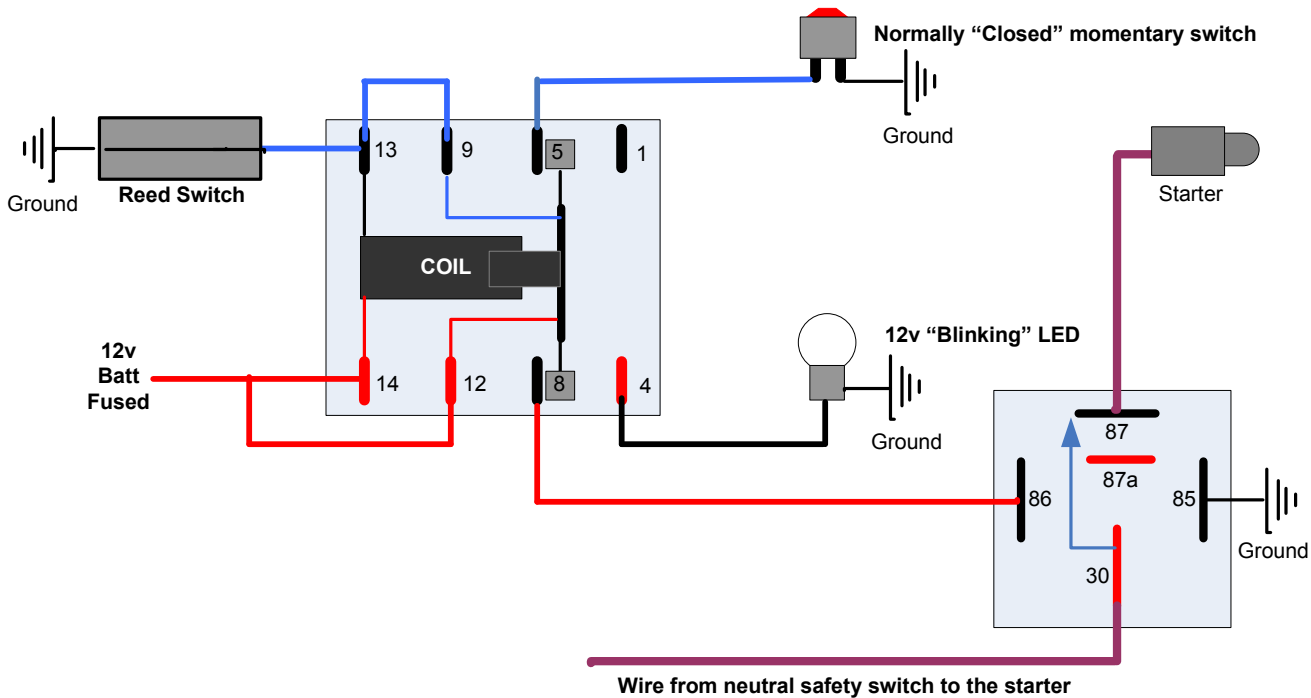 Normally “Closed” momentary switch
Ground
13
9
5
1
Ground
Reed Switch
Starter
COIL
12v “Blinking” LED
12v
Batt
Fused
14
12
8
4
Ground
87
87a
86
85
Ground
30
Wire from neutral safety switch to the starter